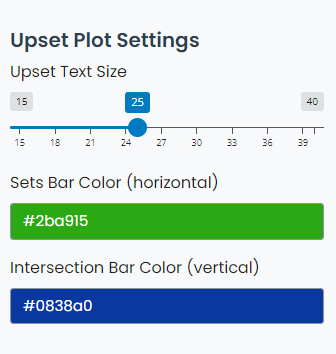 Upset Plot Settings
Upset Text Size
15 25 40
15 18 21 24 27 30 33 36 39
Sets Bar Color (horizontal)
#2ba915
Intersection Bar Color (vertical)
#0838a0